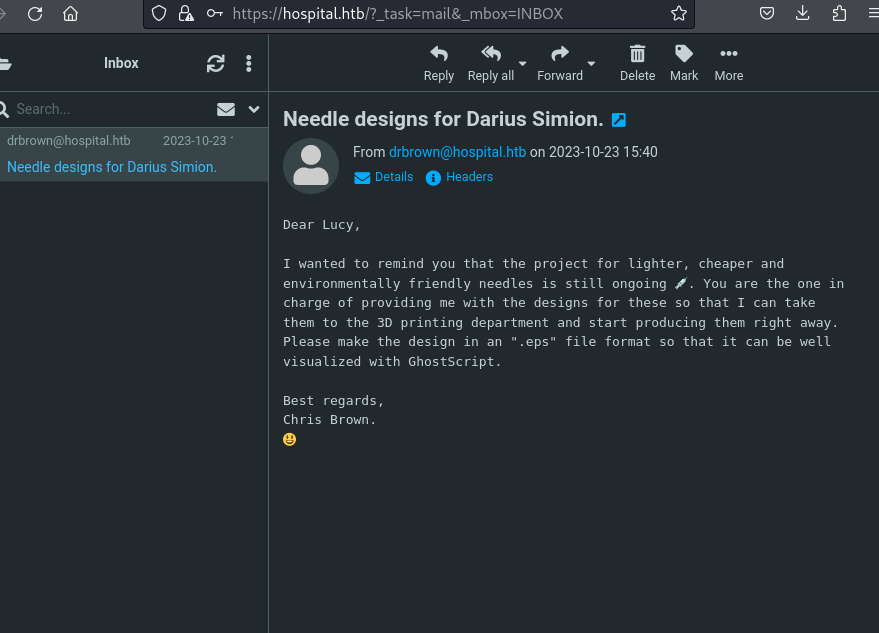 https://hospital.htb/?_task=mail&_mbox=INBOX
Inbox
Reply Reply all Forward Delete Mark More
Search...
drbrown@hospital.htb 2023-10-23
Needle designs for Darius Simion.
Needle designs for Darius Simion.
From drbrown@hospital.htb on 2023-10-23 15:40
Details Headers
Dear Lucy,
I wanted to remind you that the project for lighter, cheaper and
environmentally friendly needles is still ongoing 💉. You are the one in
charge of providing me with the designs for these so that I can take
them to the 3D printing department and start producing them right away.
Please make the design in an ".eps" file format so that it can be well
visualized with GhostScript.
Best regards,
Chris Brown.
😃